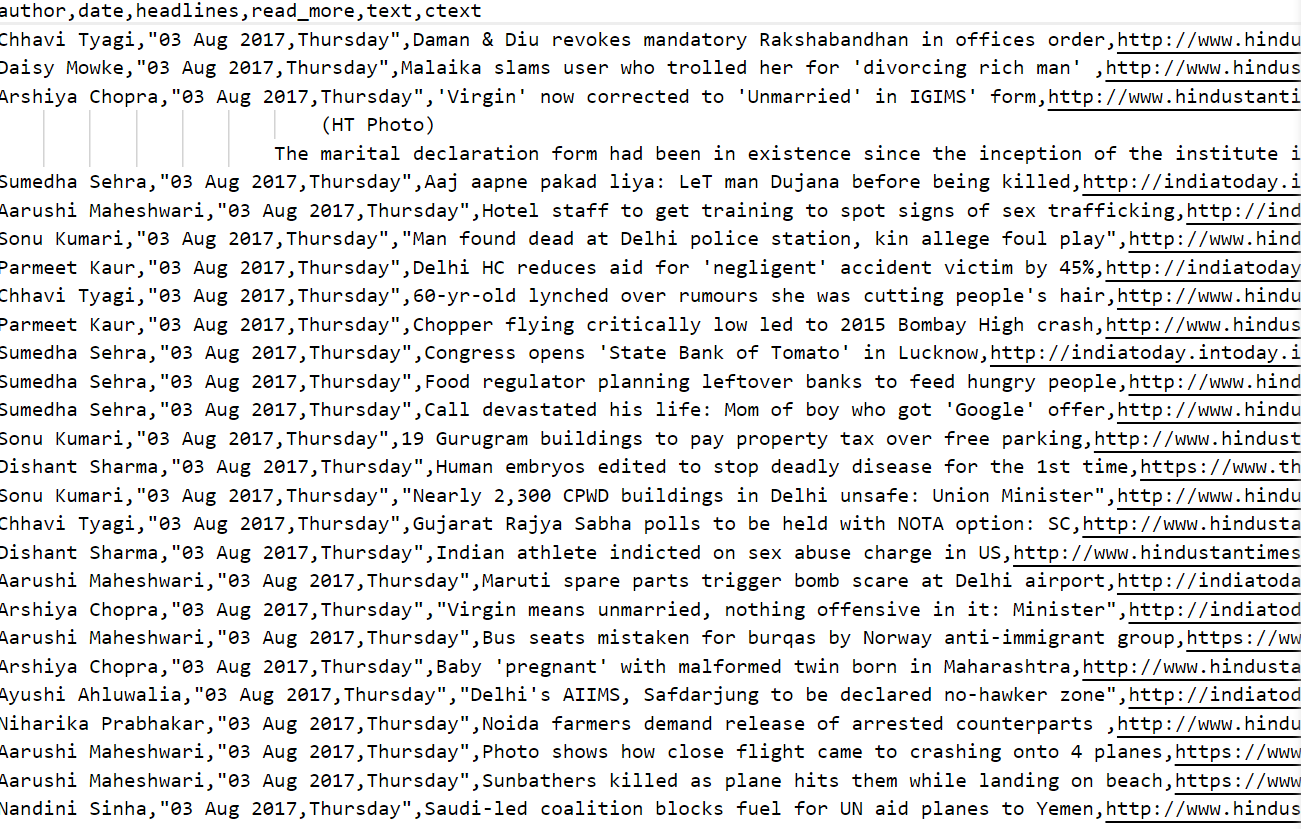 author,date,headlines,read_more,text,ctext
Chhavi Tyagi,"03 Aug 2017,Thursday",Daman & Diu revokes mandatory Rakshabandhan in offices order,http://www.hindu
Daisy Mowke,"03 Aug 2017,Thursday",Malaika slams user who trolled her for 'divorcing rich man' ,http://www.hindus
Arshiya Chopra,"03 Aug 2017,Thursday",'Virgin' now corrected to 'Unmarried' in IGIMS' form,http://www.hindustanti
(HT Photo)
The marital declaration form had been in existence since the inception of the institute i
Sumedha Sehra,"03 Aug 2017,Thursday",Aaj aapne pakad liya: LeT man Dujana before being killed,http://indiatoday.i
Aarushi Maheshwari,"03 Aug 2017,Thursday",Hotel staff to get training to spot signs of sex trafficking,http://ind
Sonu Kumari,"03 Aug 2017,Thursday","Man found dead at Delhi police station, kin allege foul play",http://www.hind
Parmeet Kaur,"03 Aug 2017,Thursday",Delhi HC reduces aid for 'negligent' accident victim by 45%,http://indiatoday
Chhavi Tyagi,"03 Aug 2017,Thursday",60-yr-old lynched over rumours she was cutting people's hair,http://www.hindu
Parmeet Kaur,"03 Aug 2017,Thursday",Chopper flying critically low led to 2015 Bombay High crash,http://www.hindus
Sumedha Sehra,"03 Aug 2017,Thursday",Congress opens 'State Bank of Tomato' in Lucknow,http://indiatoday.intoday.i
Sumedha Sehra,"03 Aug 2017,Thursday",Food regulator planning leftover banks to feed hungry people,http://www.hind
Sumedha Sehra,"03 Aug 2017,Thursday",Call devastated his life: Mom of boy who got 'Google' offer,http://www.hindu
Sonu Kumari,"03 Aug 2017,Thursday",19 Gurugram buildings to pay property tax over free parking,http://www.hindust
Dishant Sharma,"03 Aug 2017,Thursday",Human embryos edited to stop deadly disease for the 1st time,https://www.th
Sonu Kumari,"03 Aug 2017,Thursday","Nearly 2,300 CPWD buildings in Delhi unsafe: Union Minister",http://www.hindu
Chhavi Tyagi,"03 Aug 2017,Thursday",Gujarat Rajya Sabha polls to be held with NOTA option: SC,http://www.hindusta
Dishant Sharma,"03 Aug 2017,Thursday",Indian athlete indicted on sex abuse charge in US,http://www.hindustantimes
Aarushi Maheshwari,"03 Aug 2017,Thursday",Maruti spare parts trigger bomb scare at Delhi airport,http://indiatoda
Arshiya Chopra,"03 Aug 2017,Thursday","Virgin means unmarried, nothing offensive in it: Minister",http://indiatod
Aarushi Maheshwari,"03 Aug 2017,Thursday",Bus seats mistaken for burqas by Norway anti-immigrant group,https://ww
Arshiya Chopra,"03 Aug 2017,Thursday",Baby 'pregnant' with malformed twin born in Maharashtra,http://www.hindusta
Ayushi Ahluwalia,"03 Aug 2017,Thursday","Delhi's AIIMS, Safdarjung to be declared no-hawker zone",http://indiatod
Niharika Prabhakar,"03 Aug 2017,Thursday",Noida farmers demand release of arrested counterparts ,http://www.hindu
Aarushi Maheshwari,"03 Aug 2017,Thursday",Photo shows how close flight came to crashing onto 4 planes,https://www
Aarushi Maheshwari,"03 Aug 2017,Thursday",Sunbathers killed as plane hits them while landing on beach,https://www
Nandini Sinha,"03 Aug 2017,Thursday",Saudi-led coalition blocks fuel for UN aid planes to Yemen,http://www.hindus